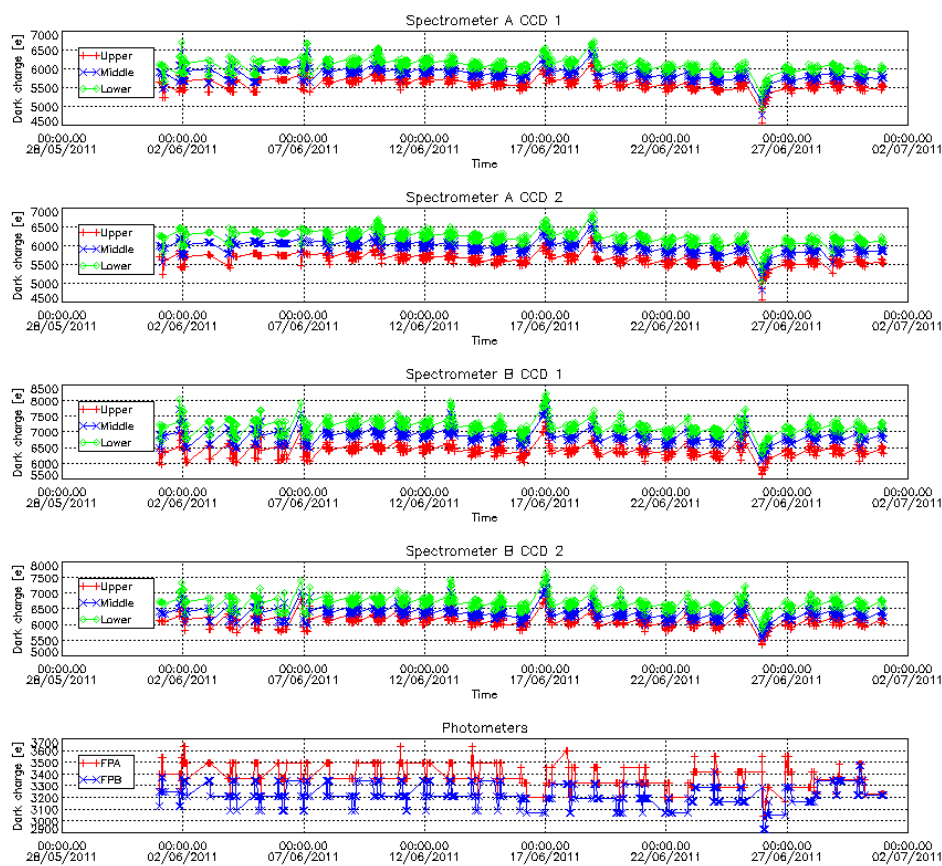 Spectrometer A CCD 1
Dark charge [e]
7000
6500
6000
5500
5000
4500
Upper
Middle
Lower
00:00.00 00:00.00 00:00.00 00:00.00 00:00.00 00:00.00 00:00.00 00:00.00
28/05/2011 02/06/2011 07/06/2011 12/06/2011 17/06/2011 22/06/2011 27/06/2011 02/07/2011
Time
Spectrometer A CCD 2
Dark charge [e]
7000
6500
6000
5500
5000
4500
Upper
Middle
Lower
00:00.00 00:00.00 00:00.00 00:00.00 00:00.00 00:00.00 00:00.00 00:00.00
28/05/2011 02/06/2011 07/06/2011 12/06/2011 17/06/2011 22/06/2011 27/06/2011 02/07/2011
Time
Spectrometer B CCD 1
Dark charge [e]
8500
8000
7500
7000
6500
6000
5500
Upper
Middle
Lower
00:00.00 00:00.00 00:00.00 00:00.00 00:00.00 00:00.00 00:00.00 00:00.00
28/05/2011 02/06/2011 07/06/2011 12/06/2011 17/06/2011 22/06/2011 27/06/2011 02/07/2011
Time
Spectrometer B CCD 2
Dark charge [e]
8000
7500
7000
6500
6000
5500
5000
Upper
Middle
Lower
00:00.00 00:00.00 00:00.00 00:00.00 00:00.00 00:00.00 00:00.00 00:00.00
28/05/2011 02/06/2011 07/06/2011 12/06/2011 17/06/2011 22/06/2011 27/06/2011 02/07/2011
Time
Photometers
Dark charge [e]
3700
3600
3500
3400
3300
3200
3100
3000
2900
FPA
FPB
00:00.00 00:00.00 00:00.00 00:00.00 00:00.00 00:00.00 00:00.00 00:00.00
28/05/2011 02/06/2011 07/06/2011 12/06/2011 17/06/2011 22/06/2011 27/06/2011 02/07/2011
Time